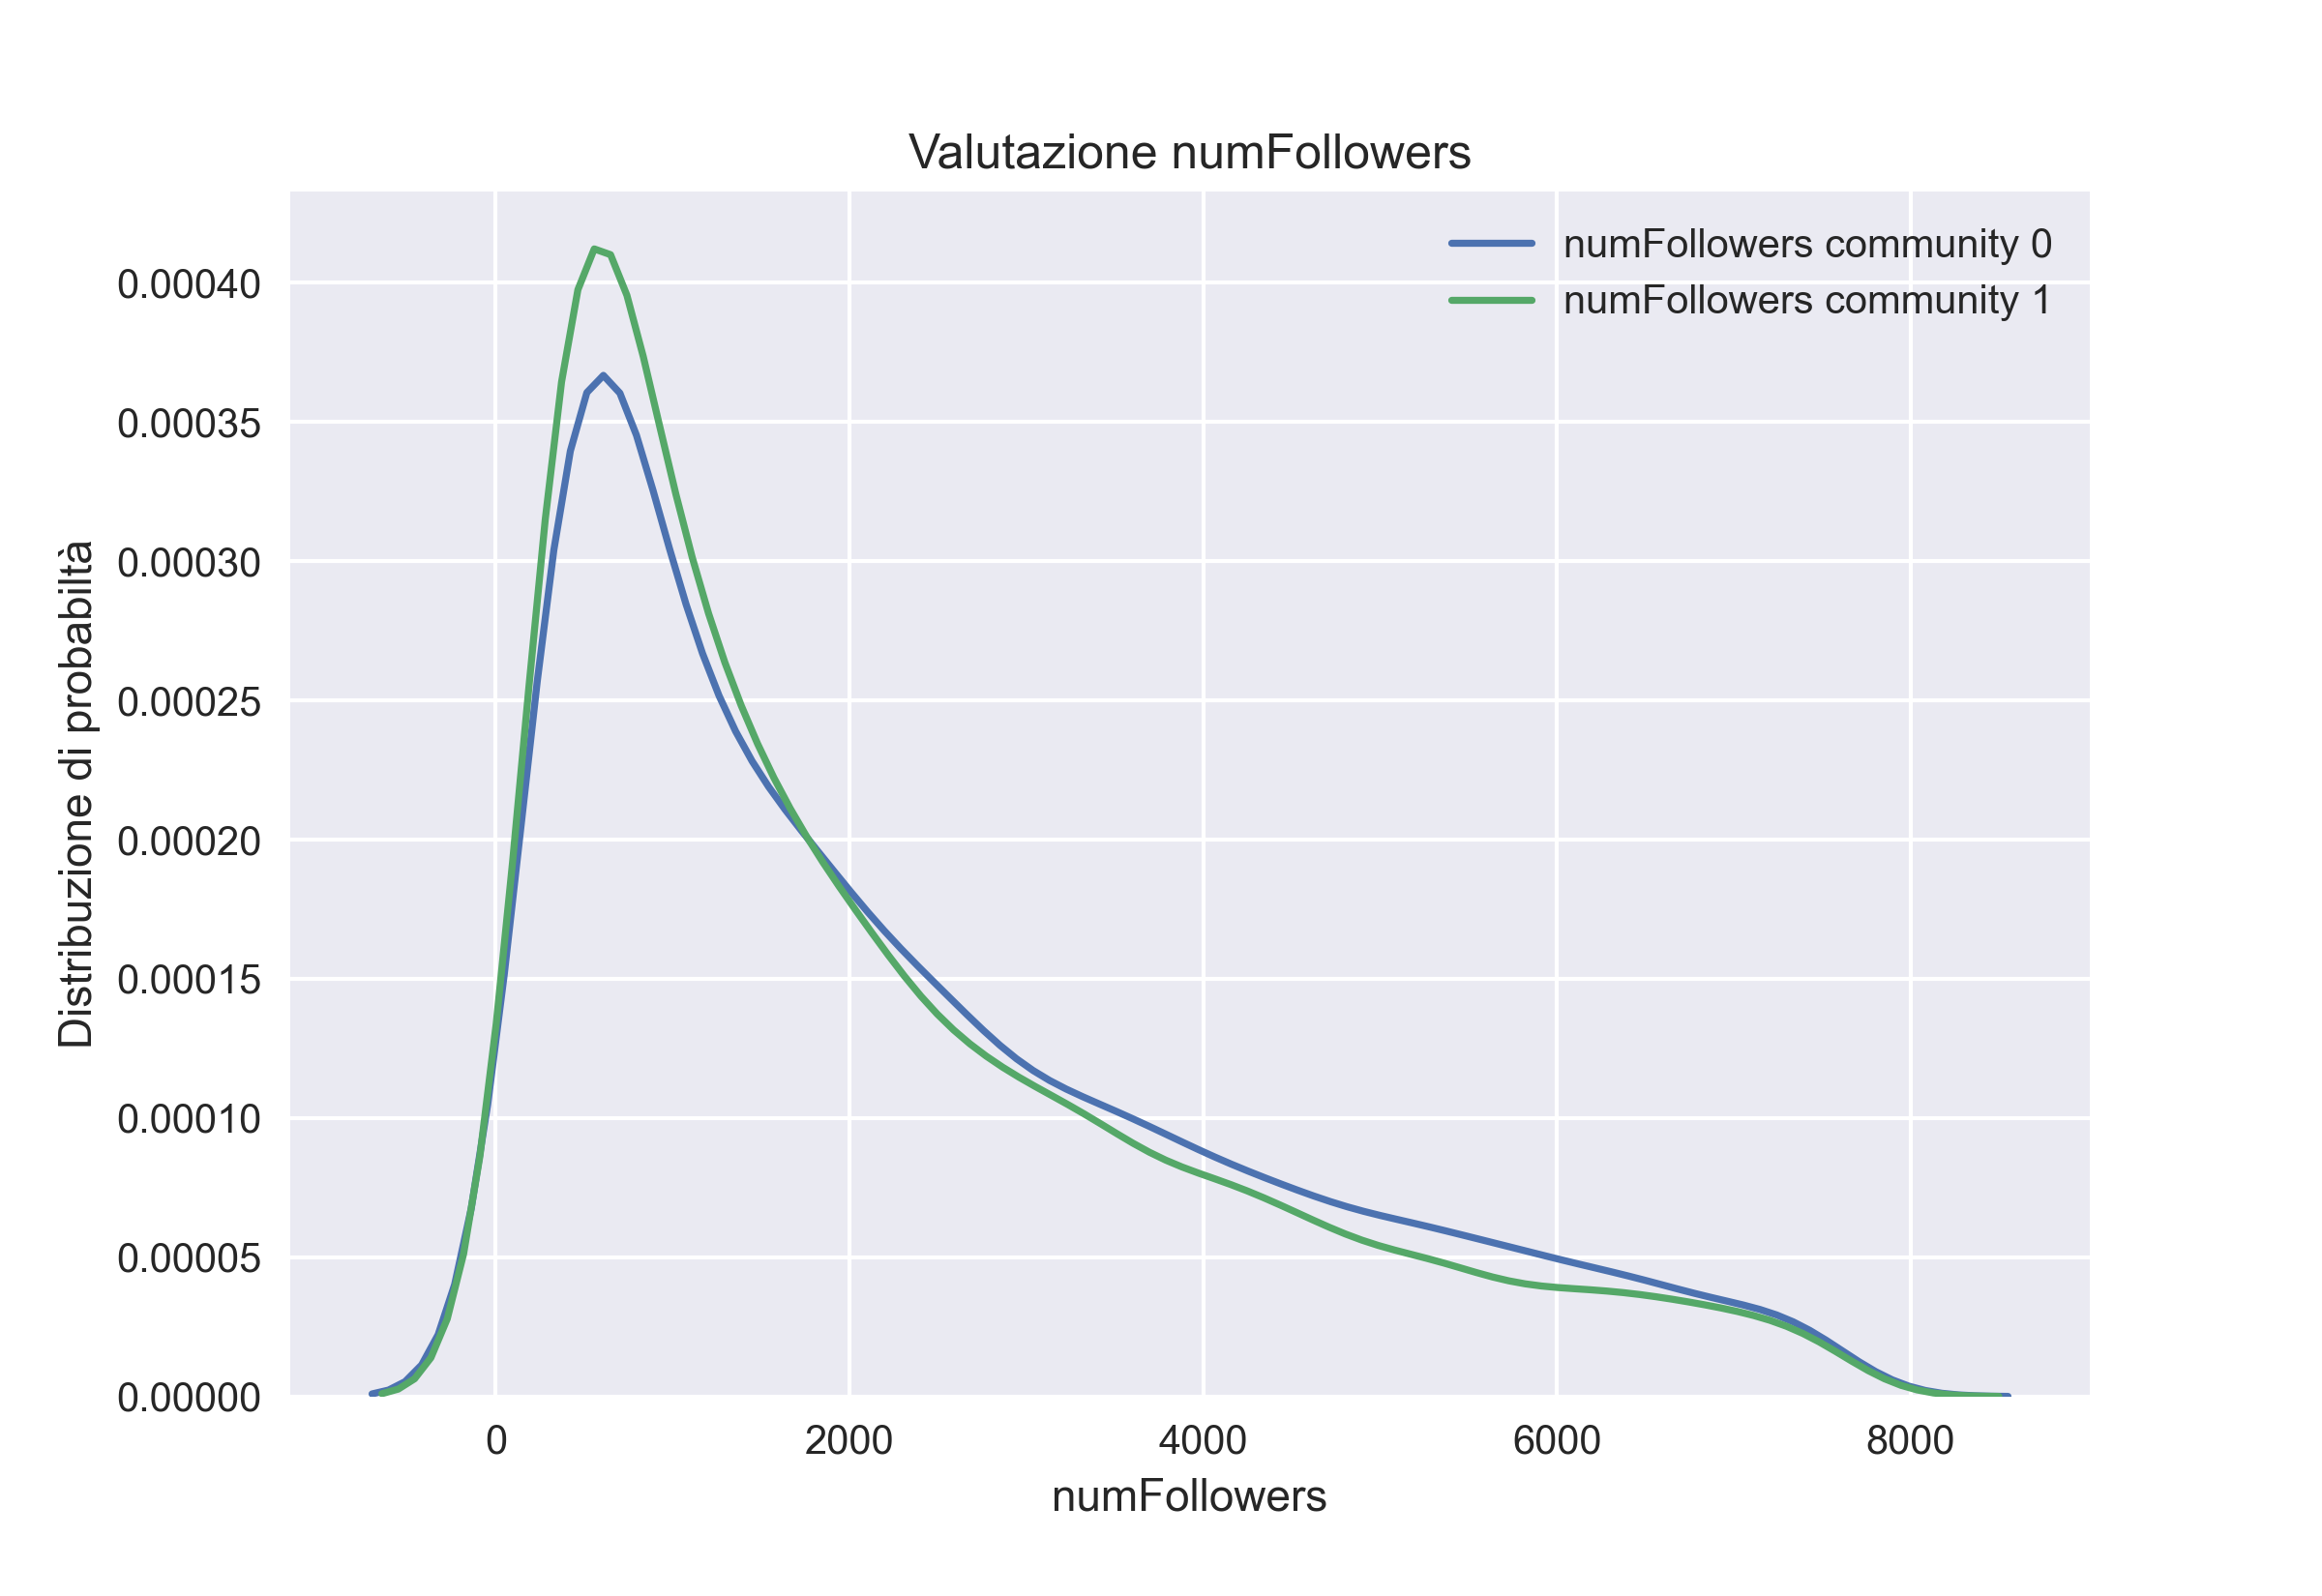 Valutazione numFollowers
numFollowers community 0
numFollowers community 1
Distribuzione di probabiltà
0.00040
0.00035
0.00030
0.00025
0.00020
0.00015
0.00010
0.00005
0.00000
0 2000 4000 6000 8000
numFollowers